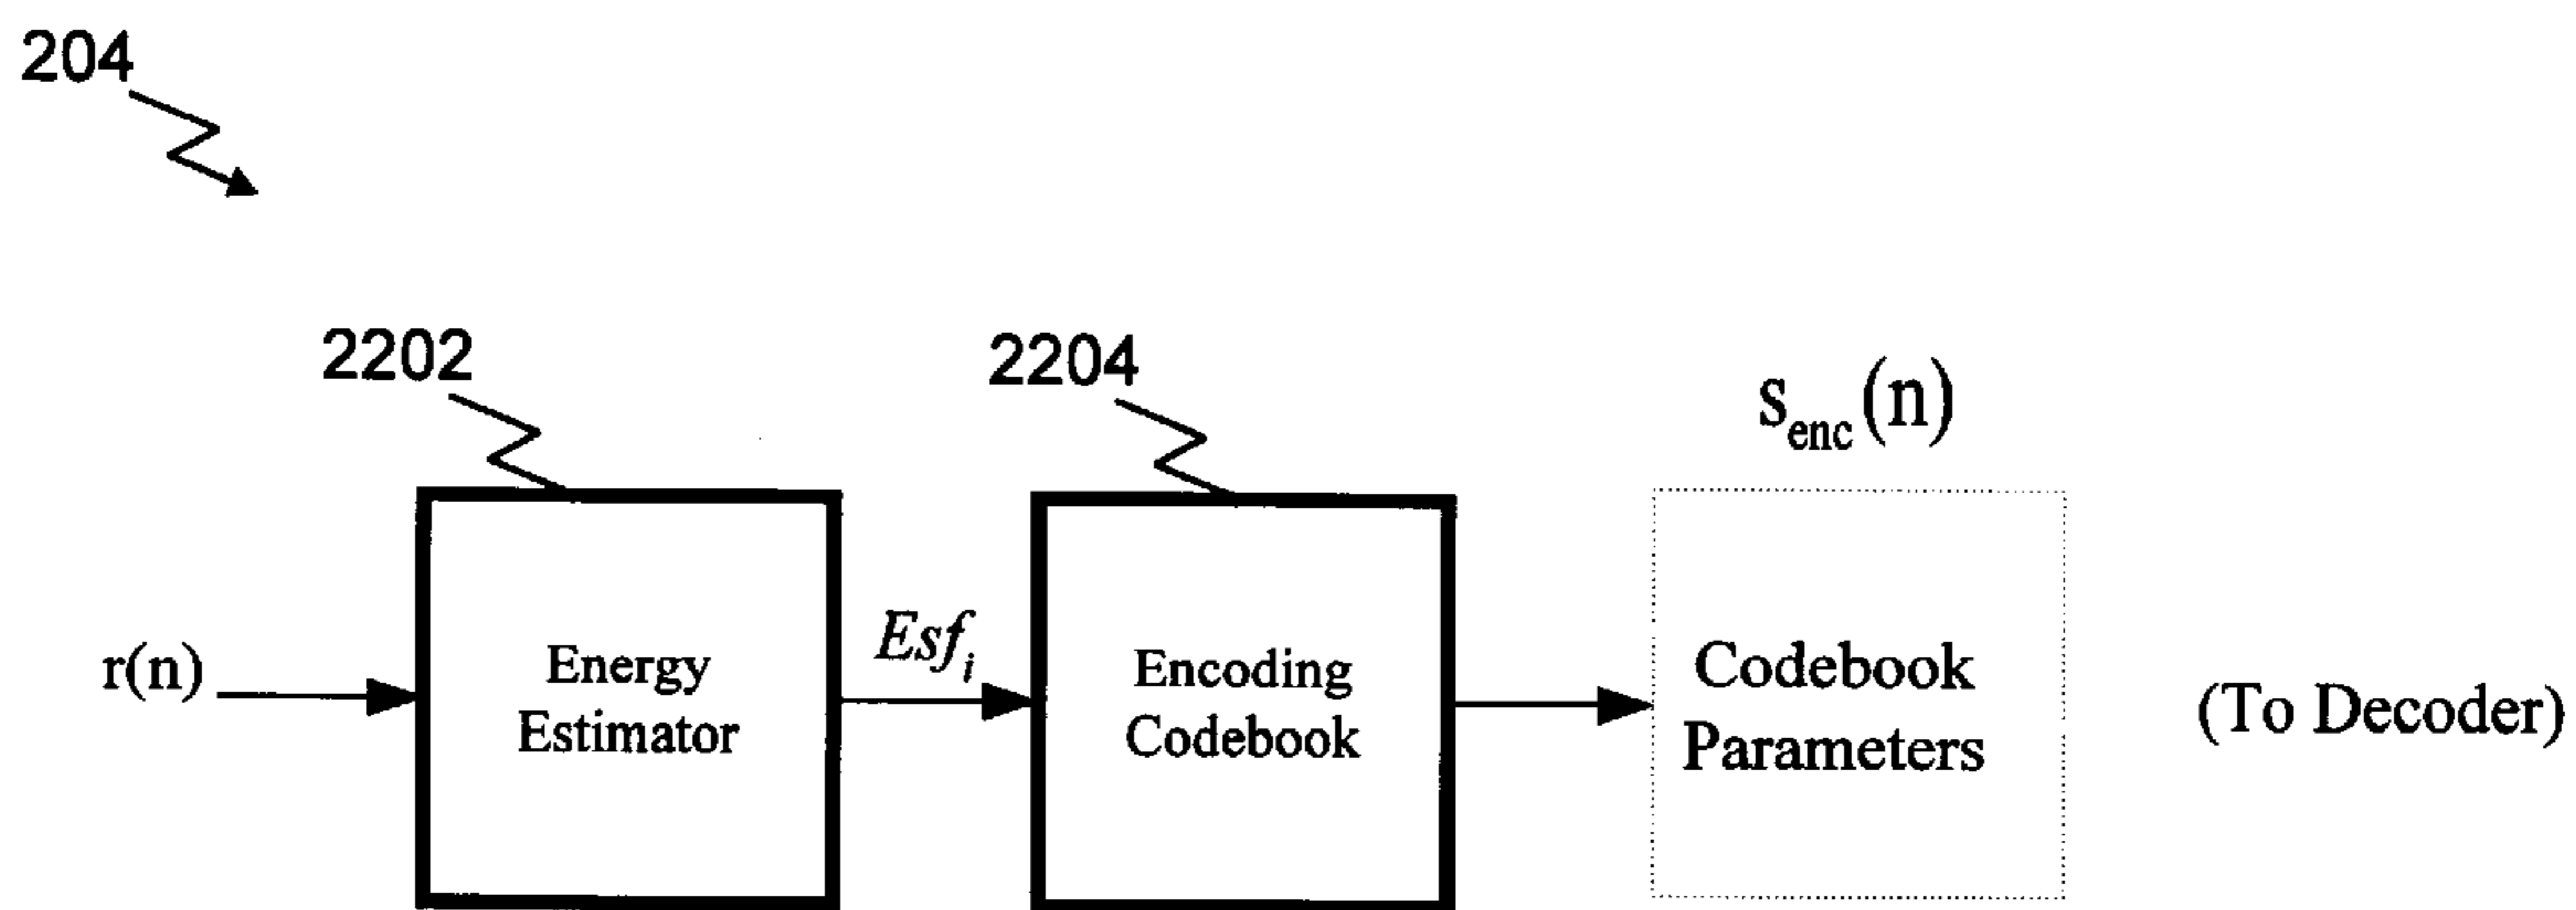 204
2202
2204
s_enc(n)
r(n)
Energy
Estimator
Esf_i
Encoding
Codebook
Codebook
Parameters
(To Decoder)